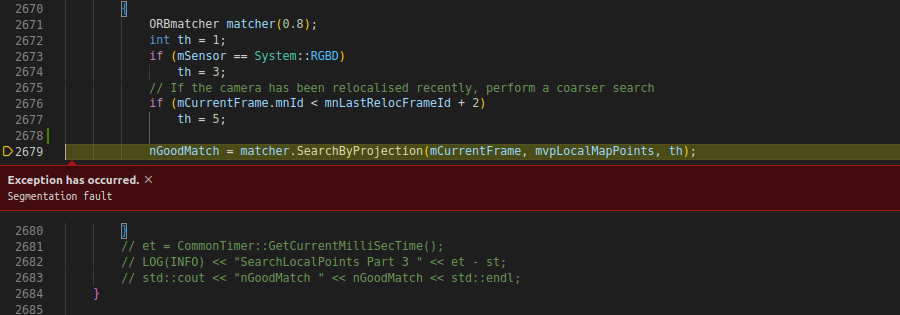 2670 {
2671 ORBmatcher matcher(0.8);
2672 int th = 1;
2673 if (mSensor == System::RGBD)
2674 th = 3;
2675 // If the camera has been relocalised recently, perform a coarser search
2676 if (mCurrentFrame.mnId < mnLastRelocFrameId + 2)
2677 th = 5;
2678
2679 nGoodMatch = matcher.SearchByProjection(mCurrentFrame, mvpLocalMapPoints, th);
Exception has occurred. ×
Segmentation fault
2680 }
2681 // et = CommonTimer::GetCurrentMilliSecTime();
2682 // LOG(INFO) << "SearchLocalPoints Part 3 " << et - st;
2683 // std::cout << "nGoodMatch " << nGoodMatch << std::endl;
2684 }
2685